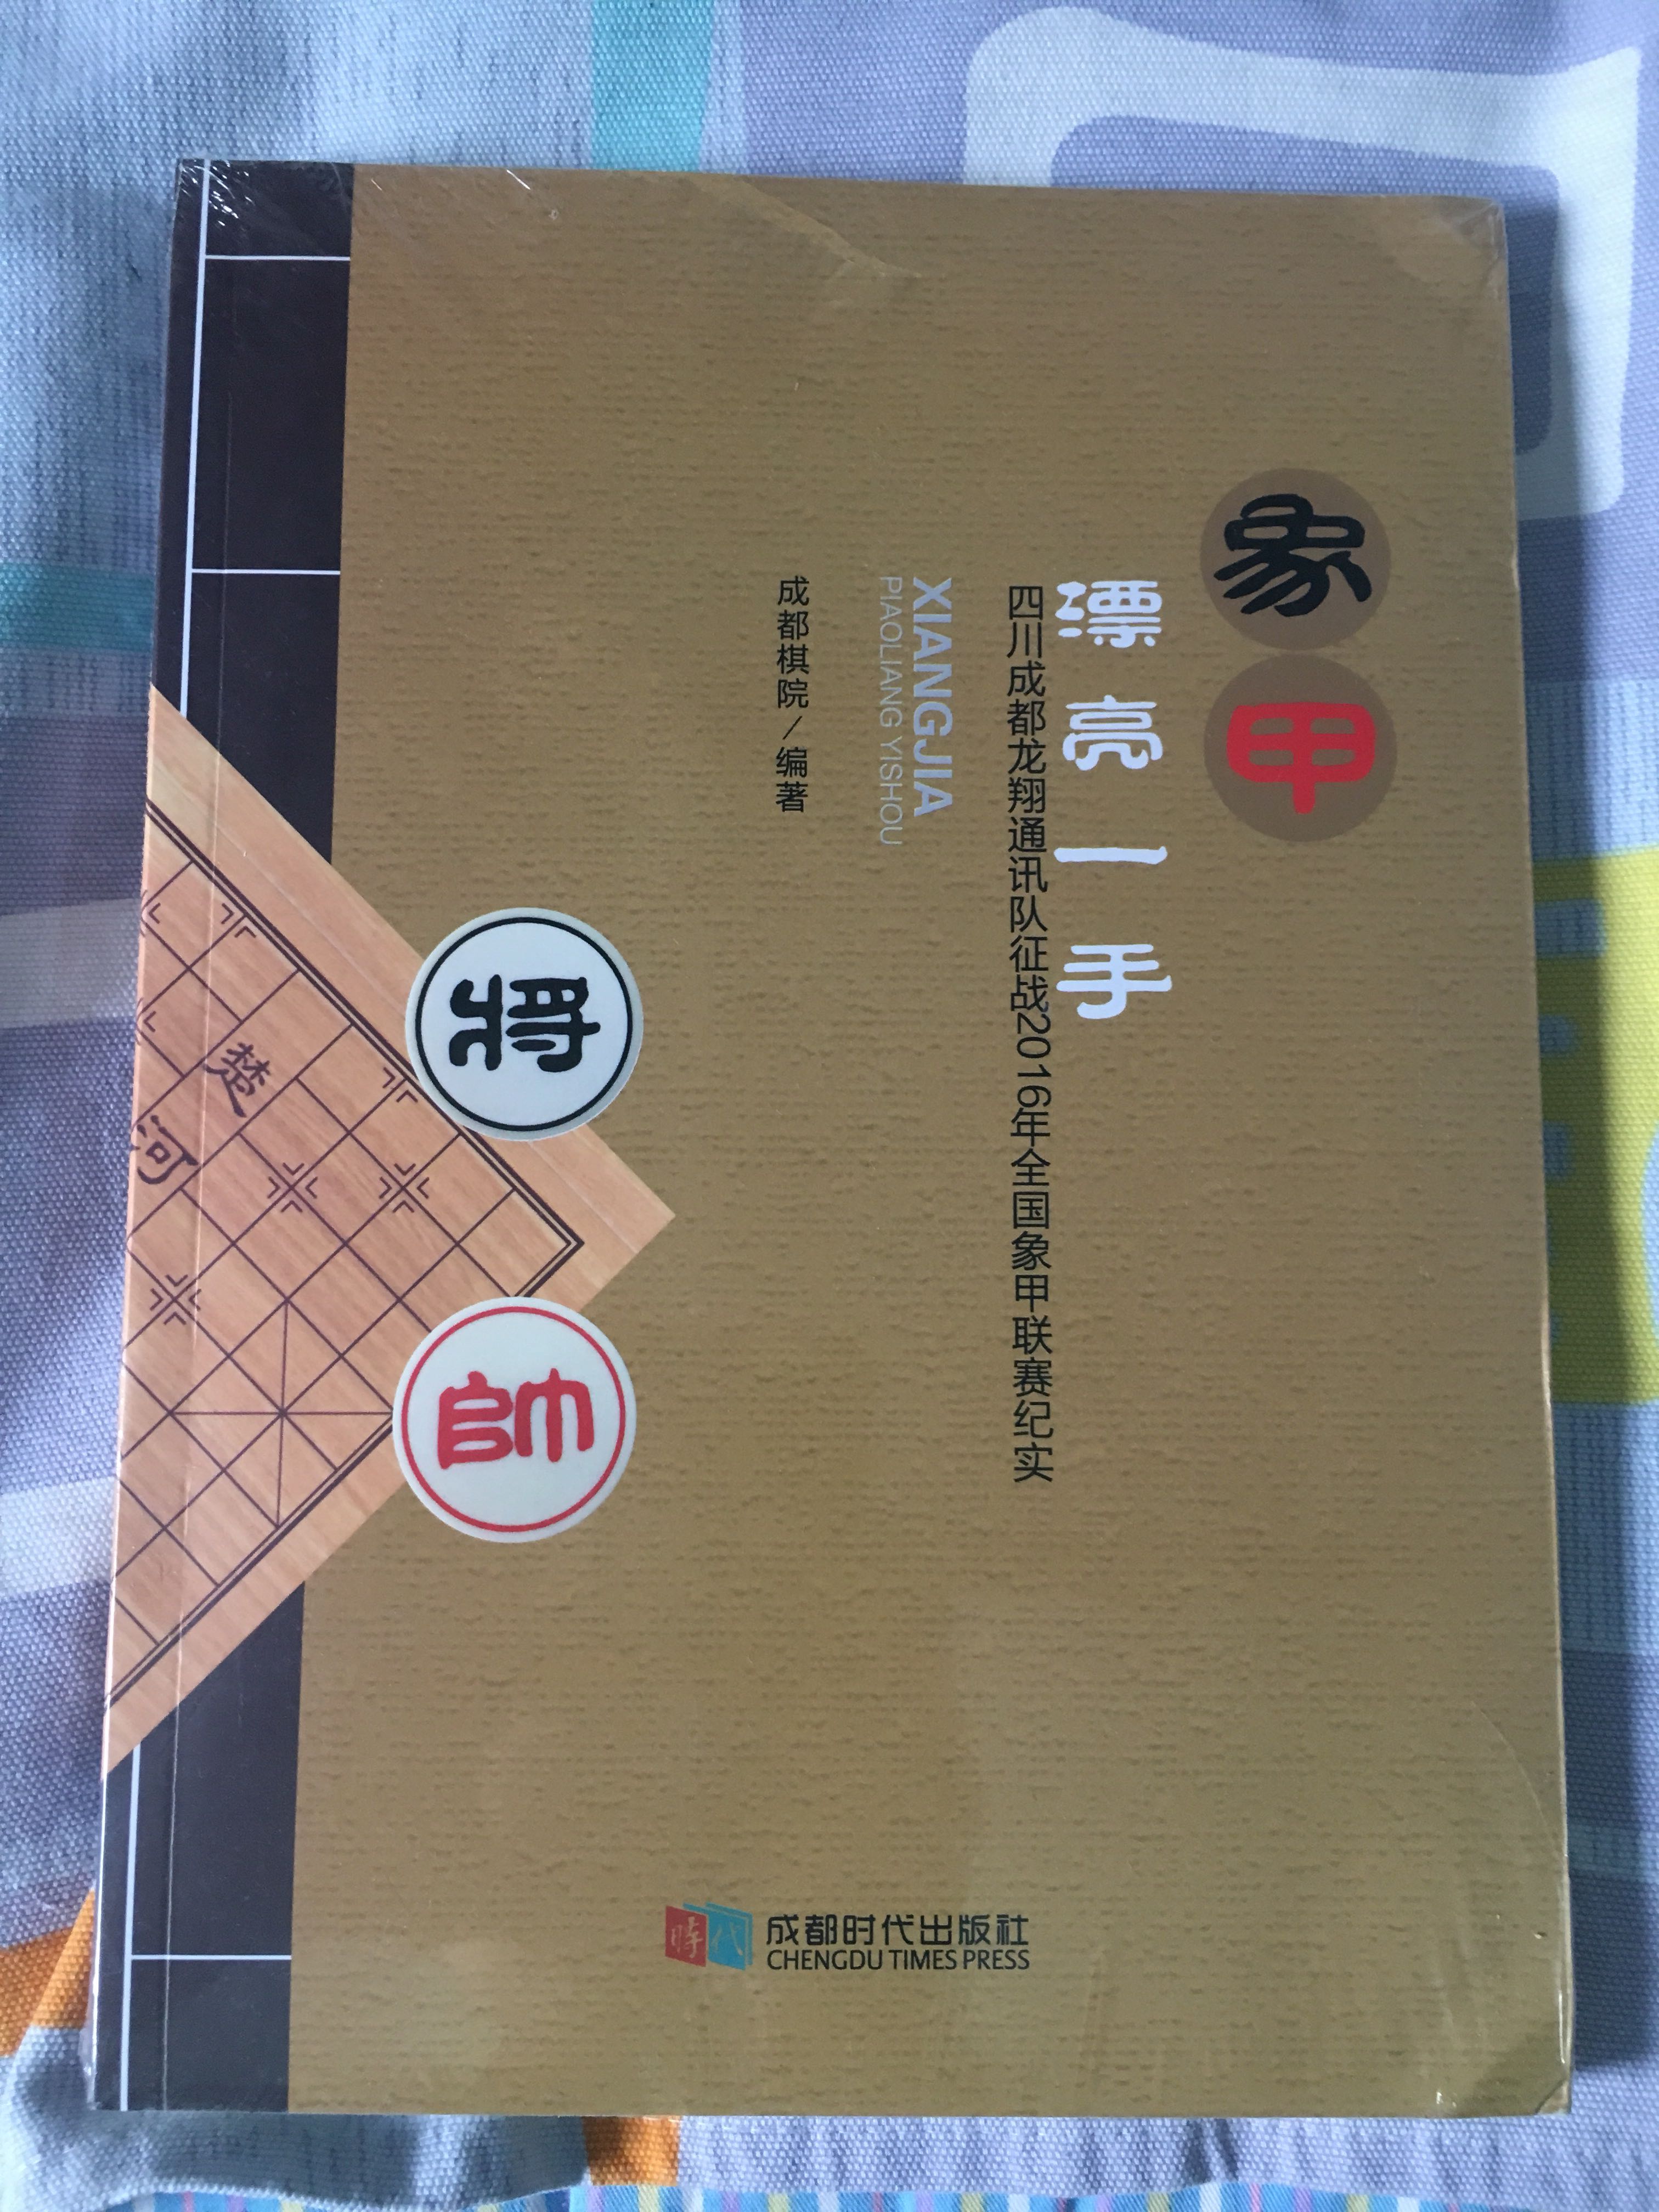 象甲
漂亮一手
四川成都龙翔通讯队征战2016年全国象甲联赛纪实
XIANGJIA
PIAOLIANG YISHOU
成都棋院/编著
將
帥
楚河
時代
成都时代出版社
CHENGDU TIMES PRESS